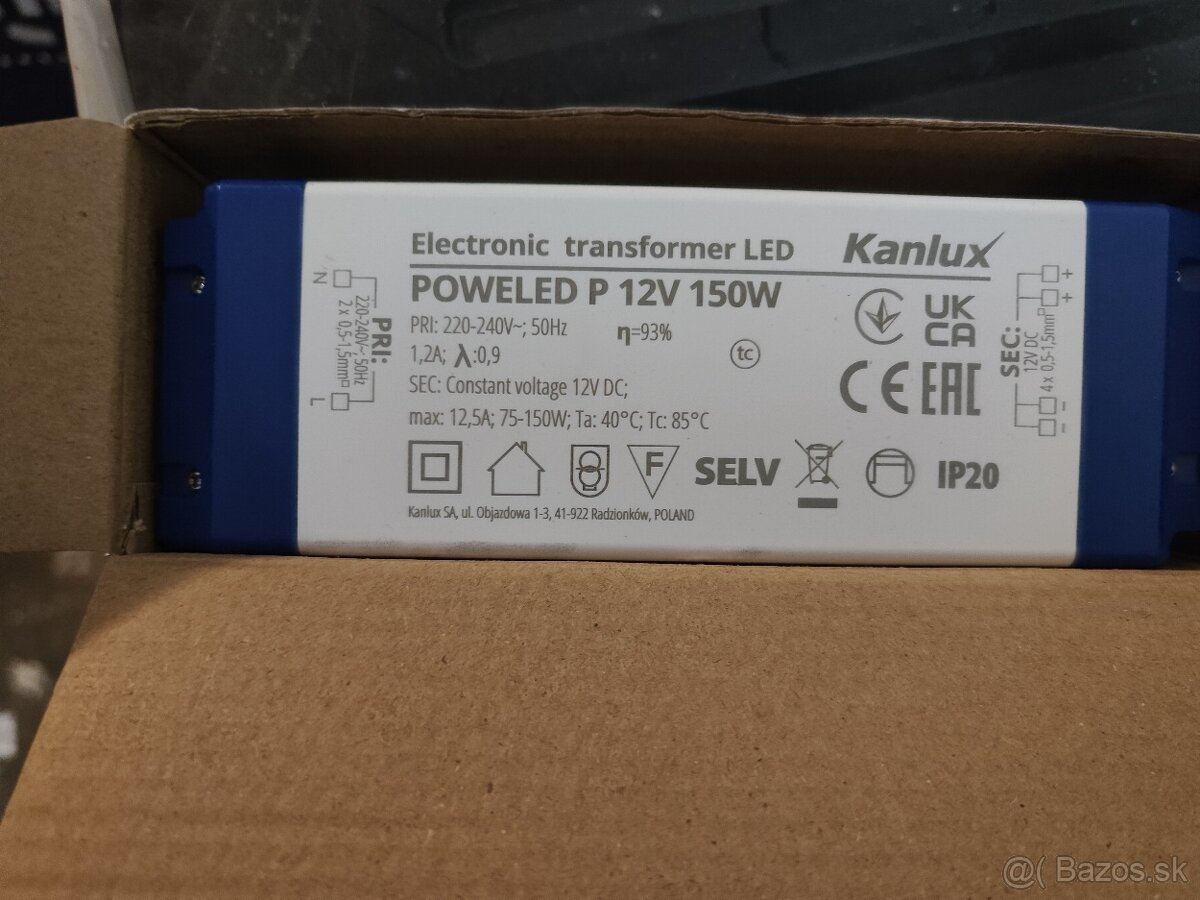 Electronic transformer LED
Kanlux
POWELED P 12V 150W
PRI: 220-240V~; 50Hz
η=93%
1,2A; λ:0,9
tc
SEC: Constant voltage 12V DC;
max: 12,5A; 75-150W; Ta: 40°C; Tc: 85°C
UK
CA
CE EAC
F
SELV
IP20
Kanlux SA, ul. Objazdowa 1-3, 41-922 Radzionków, POLAND
N
L
PRI:
220-240V~ 50Hz
2 x 0,5-1,5mm□
SEC:
12V DC
4 x 0,5-1,5mm□
+
+
-
-
@( Bazos.sk